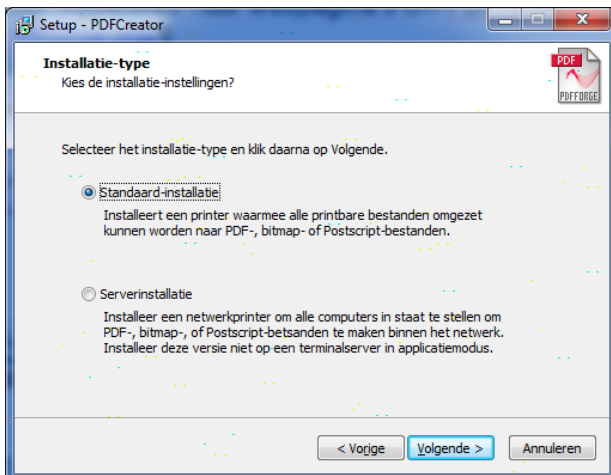 Setup - PDFCreator
Installatie-type
Kies de installatie-instellingen?
PDF
PDFFORGE
Selecteer het installatie-type en klik daarna op Volgende.
Standaard-installatie
Installeert een printer waarmee alle printbare bestanden omgezet
kunnen worden naar PDF-, bitmap- of Postscript-bestanden.
Serverinstallatie
Installeer een netwerkprinter om alle computers in staat te stellen om
PDF-, bitmap-, of Postscript-betsanden te maken binnen het netwerk.
Installeer deze versie niet op een terminalserver in applicatiemodus.
< Vorige Volgende > Annuleren